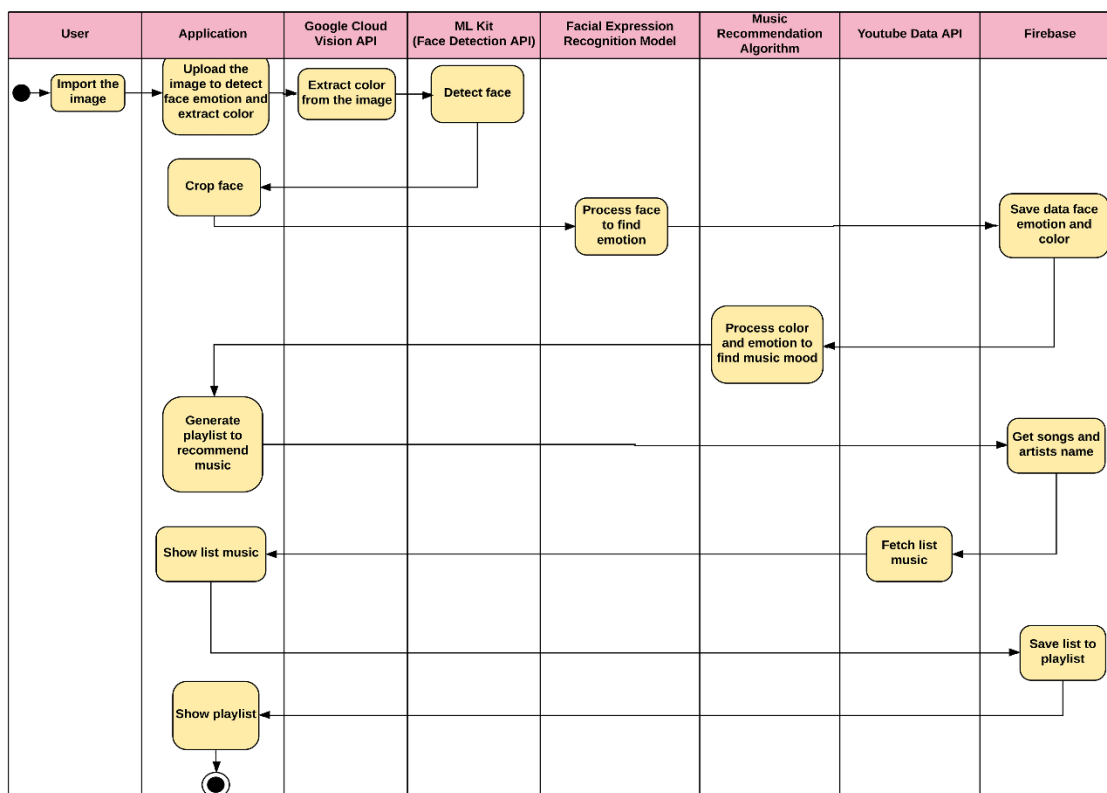 User
Application
Google Cloud
Vision API
ML Kit
(Face Detection API)
Facial Expression
Recognition Model
Music
Recommendation
Algorithm
Youtube Data API
Firebase
Import the
image
Upload the
image to detect
face emotion and
extract color
Extract color
from the image
Detect face
Crop face
Process face
to find
emotion
Save data face
emotion and
color
Process color
and emotion to
find music mood
Generate
playlist to
recommend
music
Get songs and
artists name
Show list music
Fetch list
music
Save list to
playlist
Show playlist